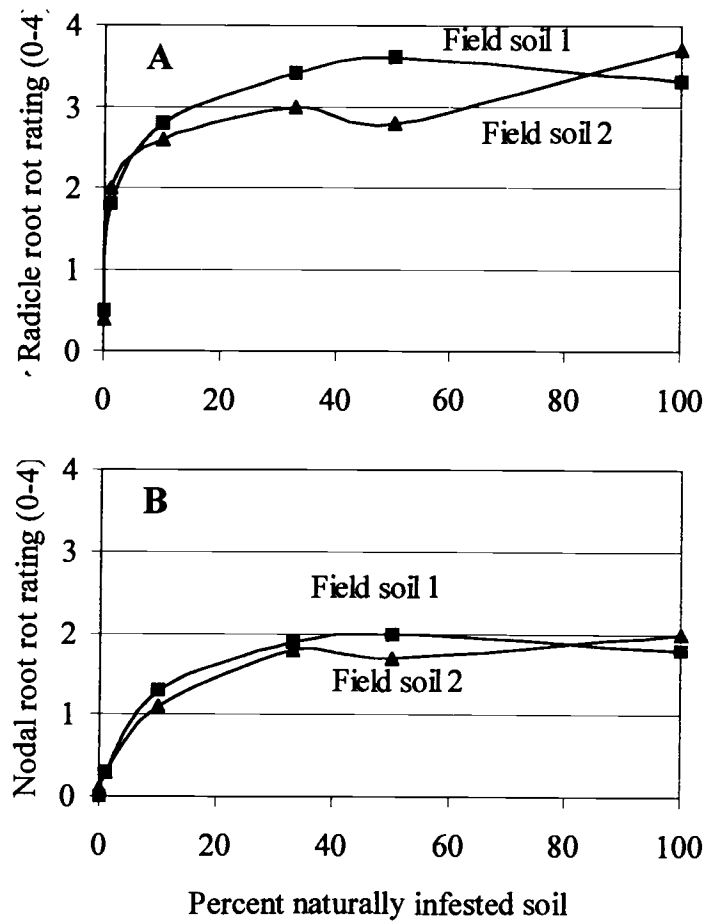 Radicle root rot rating (0-4)
4
3
2
1
0
A
Field soil 1
Field soil 2
0 20 40 60 80 100
Nodal root rot rating (0-4)
4
3
2
1
0
B
Field soil 1
Field soil 2
0 20 40 60 80 100
Percent naturally infested soil